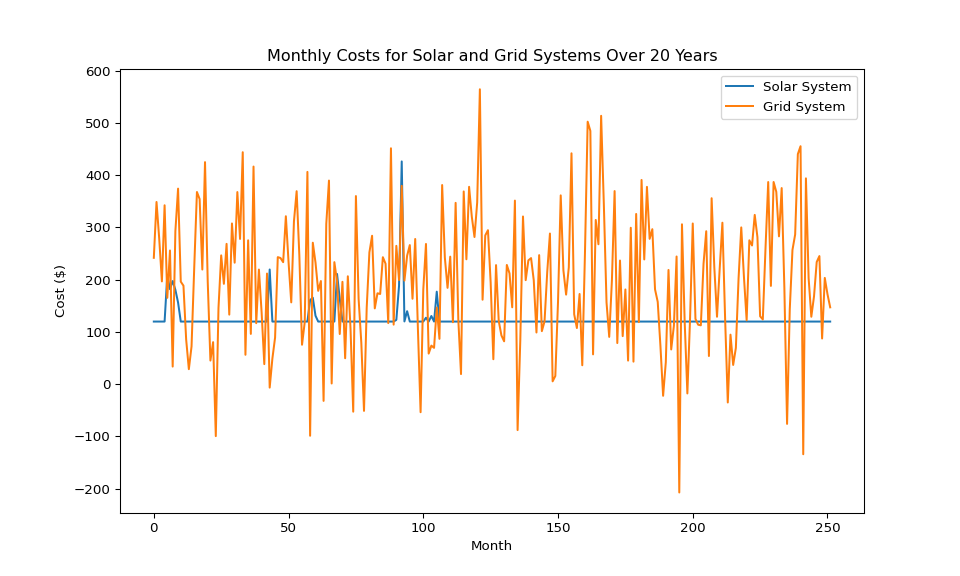 Monthly Costs for Solar and Grid Systems Over 20 Years
Solar System
Grid System
Cost ($)
600
500
400
300
200
100
0
−100
−200
0 50 100 150 200 250
Month